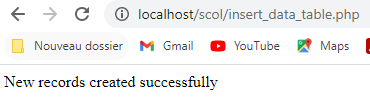 localhost/scol/insert_data_table.php
Nouveau dossier Gmail YouTube Maps
New records created successfully